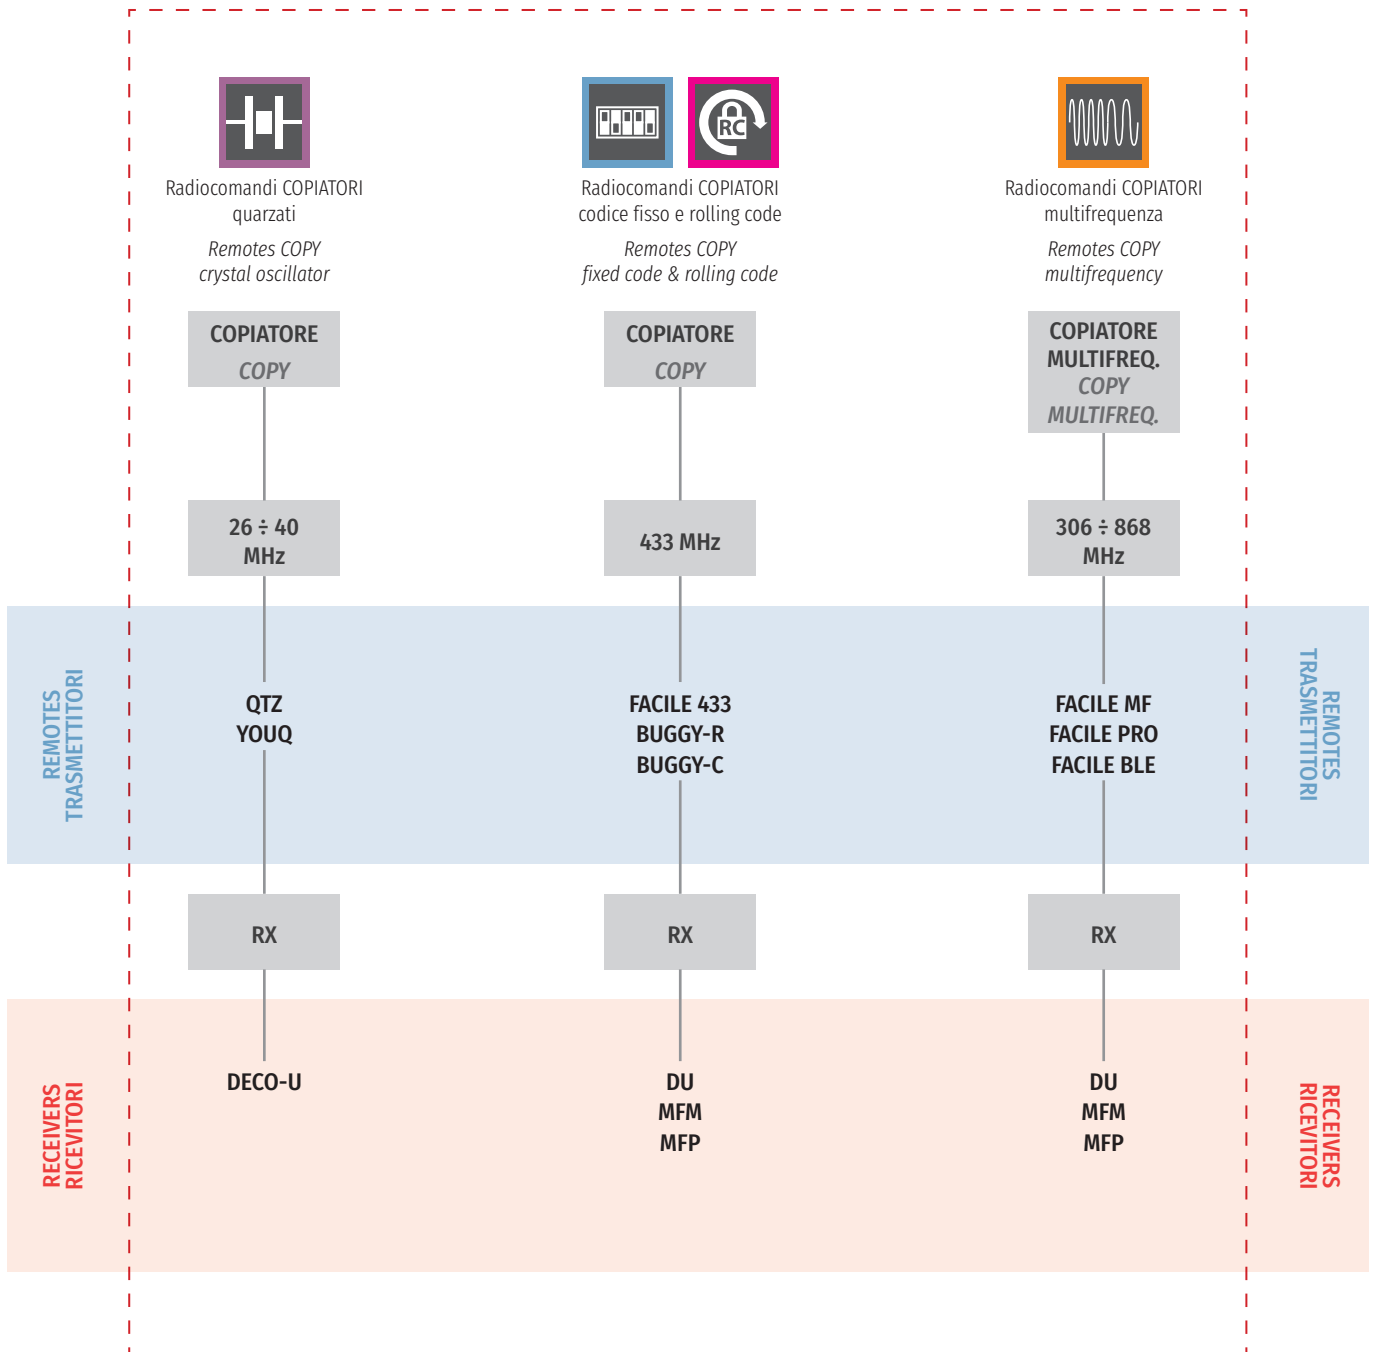 RC
Radiocomandi COPIATORI
quarzati
Remotes COPY
crystal oscillator
Radiocomandi COPIATORI
codice fisso e rolling code
Remotes COPY
fixed code & rolling code
Radiocomandi COPIATORI
multifrequenza
Remotes COPY
multifrequency
COPIATORE
COPY
COPIATORE
COPY
COPIATORE
MULTIFREQ.
COPY
MULTIFREQ.
26 ÷ 40
MHz
433 MHz
306 ÷ 868
MHz
REMOTES
TRASMETTITORI
QTZ
YOUQ
FACILE 433
BUGGY-R
BUGGY-C
FACILE MF
FACILE PRO
FACILE BLE
REMOTES
TRASMETTITORI
RX
RX
RX
RECEIVERS
RICEVITORI
DECO-U
DU
MFM
MFP
DU
MFM
MFP
RECEIVERS
RICEVITORI